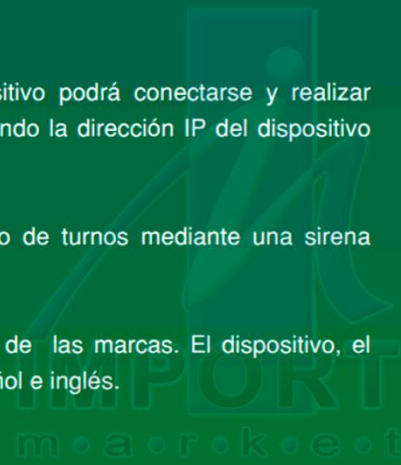 sitivo podrá conectarse y realizar
ndo la dirección IP del dispositivo
o de turnos mediante una sirena
de las marcas. El dispositivo, el
ñol e inglés.
IMPORT
m•a•r•k•e•t